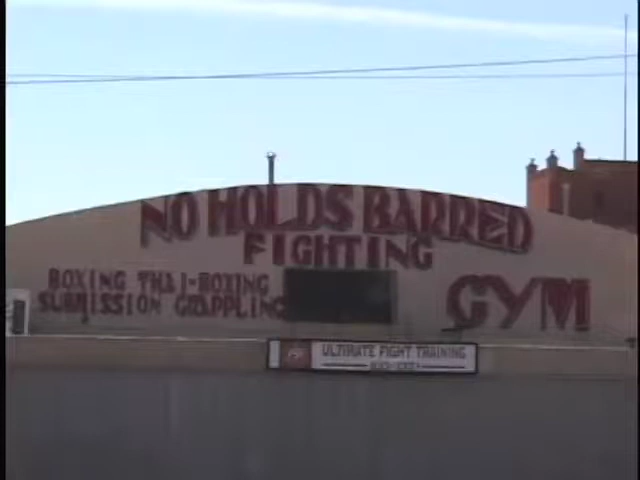 NO HOLDS BARRED
FIGHTING
BOXING THAI-BOXING
SUBMISSION GRAPPLING
GYM
ULTIMATE FIGHT TRAINING